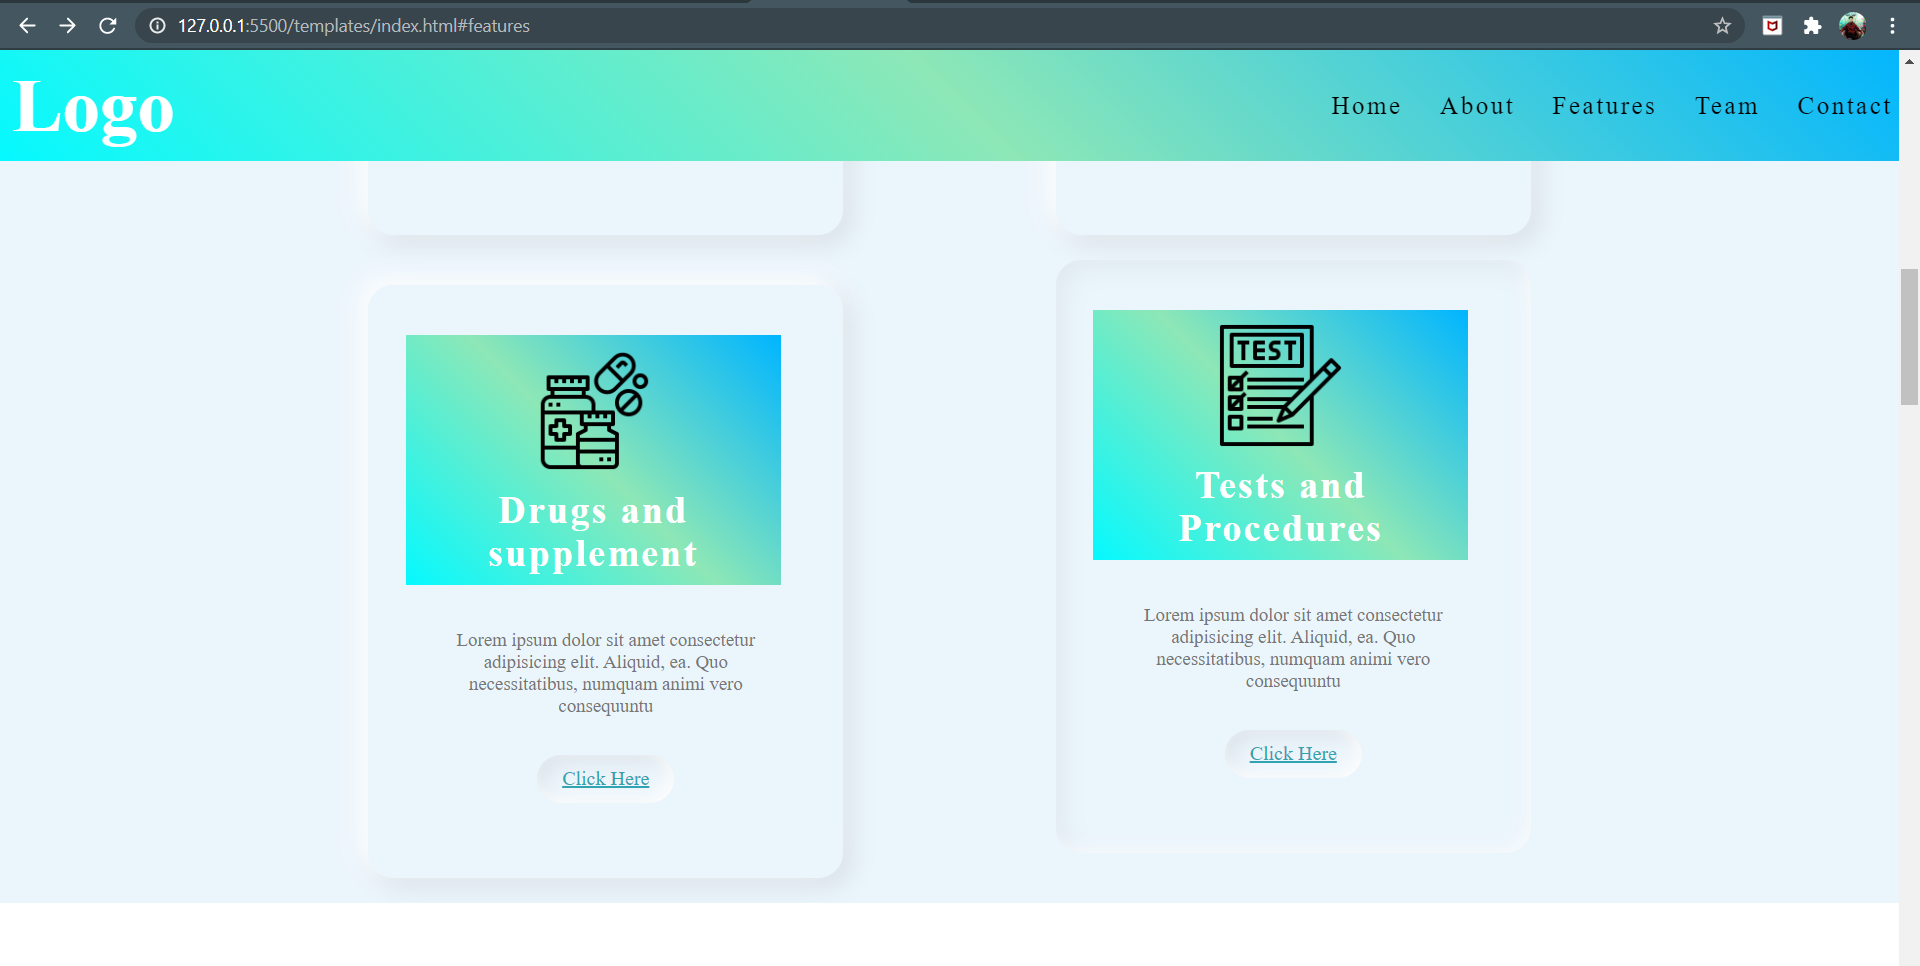 127.0.0.1:5500/templates/index.html#features
Logo
Home About Features Team Contact
Drugs and
supplement
Lorem ipsum dolor sit amet consectetur
adipisicing elit. Aliquid, ea. Quo
necessitatibus, numquam animi vero
consequuntu
Click Here
TEST
Tests and
Procedures
Lorem ipsum dolor sit amet consectetur
adipisicing elit. Aliquid, ea. Quo
necessitatibus, numquam animi vero
consequuntu
Click Here